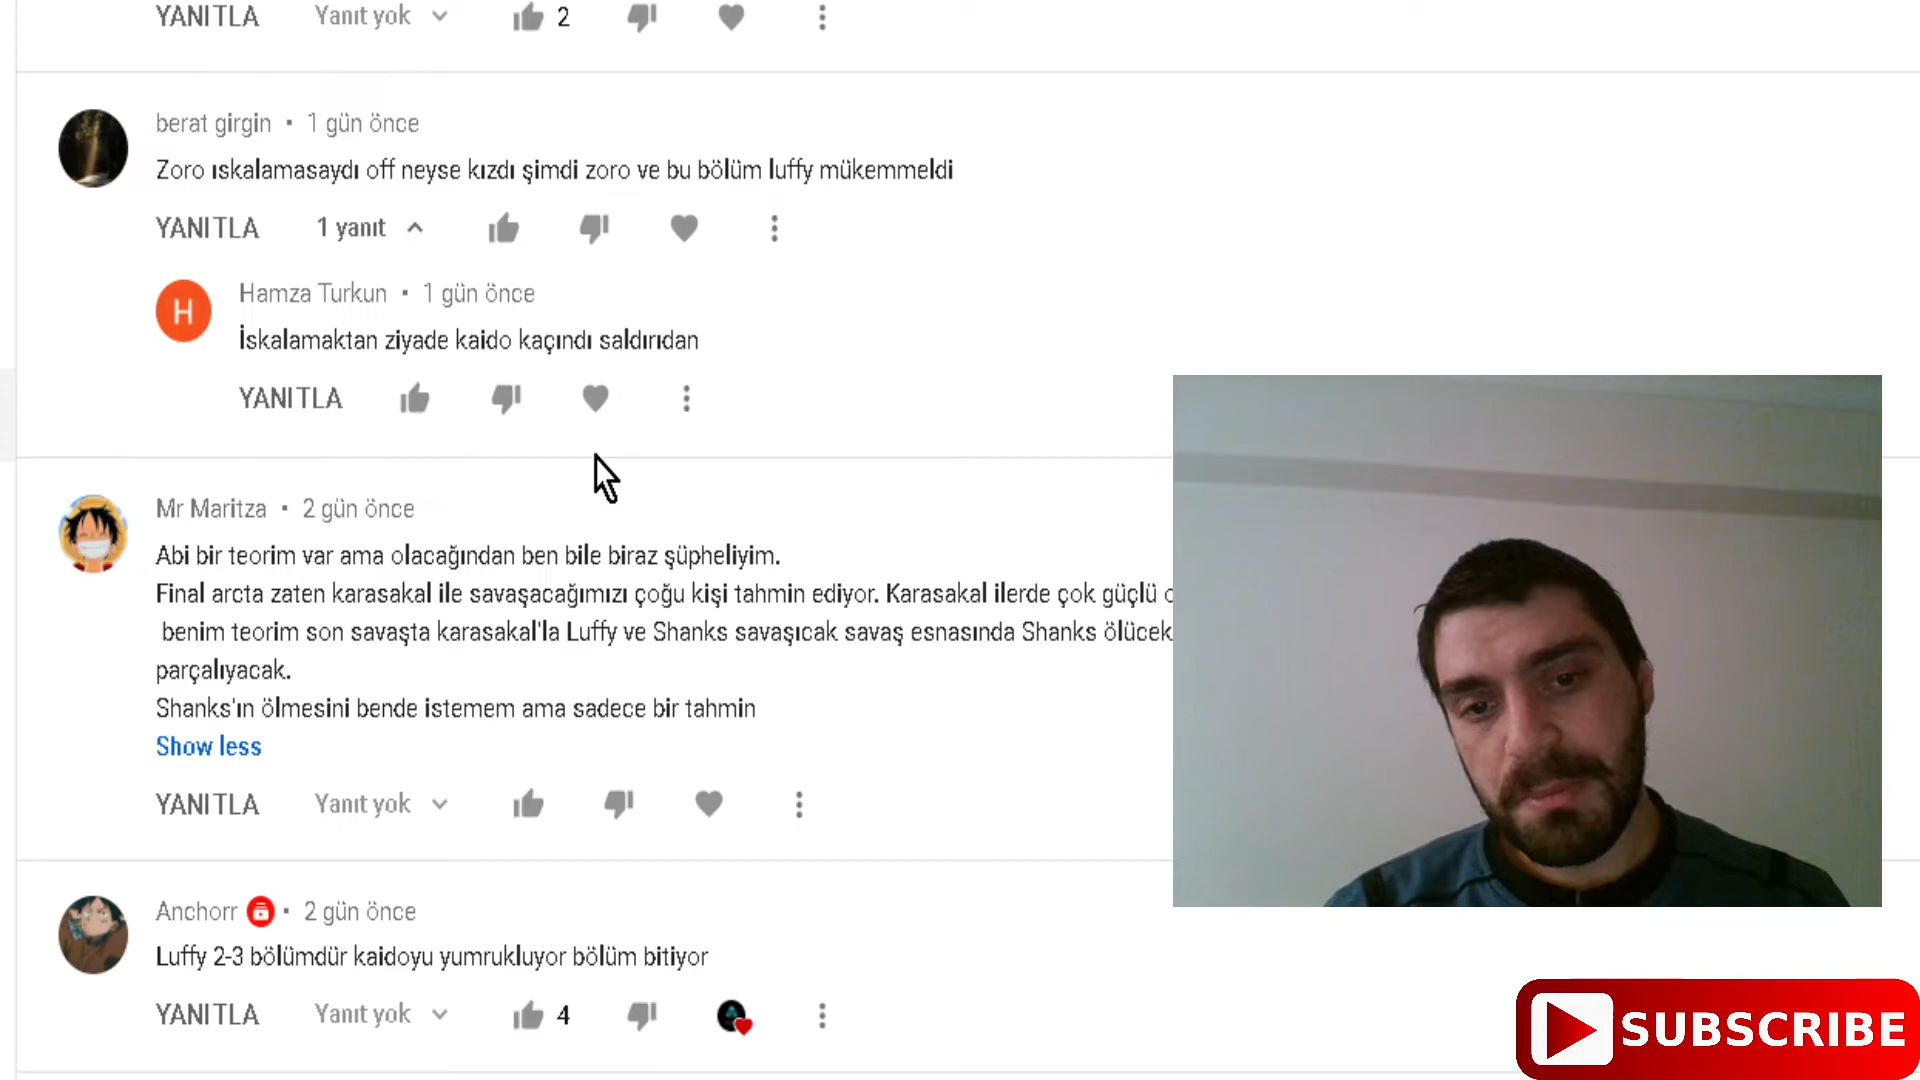 YANITLA Yanıt yok 2
berat girgin • 1 gün önce
Zoro ıskalamasaydı off neyse kızdı şimdi zoro ve bu bölüm luffy mükemmeldi
YANITLA 1 yanıt
H
Hamza Turkun • 1 gün önce
İskalamaktan ziyade kaido kaçındı saldırıdan
YANITLA
Mr Maritza • 2 gün önce
Abi bir teorim var ama olacağından ben bile biraz şüpheliyim.
Final arcta zaten karasakal ile savaşacağımızı çoğu kişi tahmin ediyor. Karasakal ilerde çok güçlü
benim teorim son savaşta karasakal'la Luffy ve Shanks savaşıcak savaş esnasında Shanks ölücek
parçalıyacak.
Shanks'ın ölmesini bende istemem ama sadece bir tahmin
Show less
YANITLA Yanıt yok
Anchorr • 2 gün önce
Luffy 2-3 bölümdür kaidoyu yumrukluyor bölüm bitiyor
YANITLA Yanıt yok 4
SUBSCRIBE